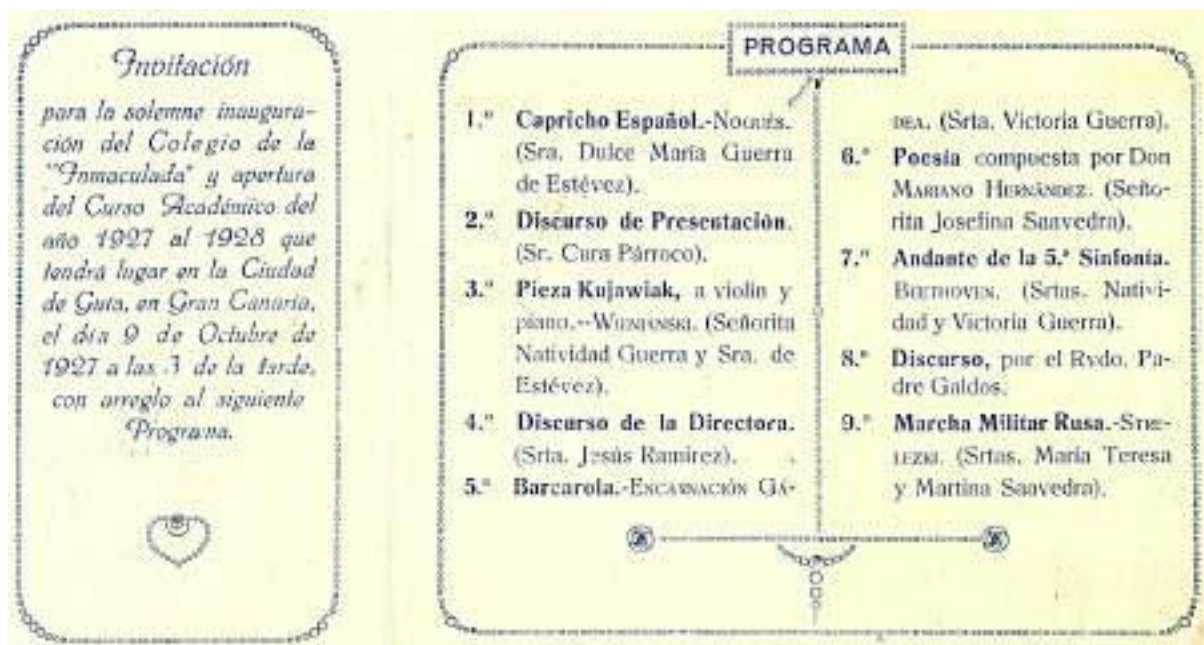 Invitación
para la solemne inaugura-
ción del Colegio de la
"Inmaculada" y apertura
del Curso Académico del
año 1927 al 1928 que
tendrá lugar en la Ciudad
de Guía, en Gran Canaria,
el día 9 de Octubre de
1927 a las 3 de la tarde,
con arreglo al siguiente
Programa.
PROGRAMA
1.º Capricho Español.-NOGUÉS.
(Sra. Dulce María Guerra
de Estévez).
2.º Discurso de Presentación.
(Sr. Cura Párroco).
3.º Pieza Kujawiak, a violín y
piano.--WIENIAWSKI. (Señorita
Natividad Guerra y Sra. de
Estévez).
4.º Discurso de la Directora.
(Srta. Jesús Ramírez).
5.º Barcarola.-ENCARNACIÓN GÁ-
DEA. (Srta. Victoria Guerra).
6.º Poesía compuesta por Don
MARIANO HERNÁNDEZ. (Seño-
rita Josefina Saavedra).
7.º Andante de la 5.ª Sinfonía.
BEETHOVEN. (Srtas. Nativi-
dad y Victoria Guerra).
8.º Discurso, por el Rvdo. Pa-
dre Galdos.
9.º Marcha Militar Rusa.-
(Srtas. María Teresa
y Martina Saavedra).